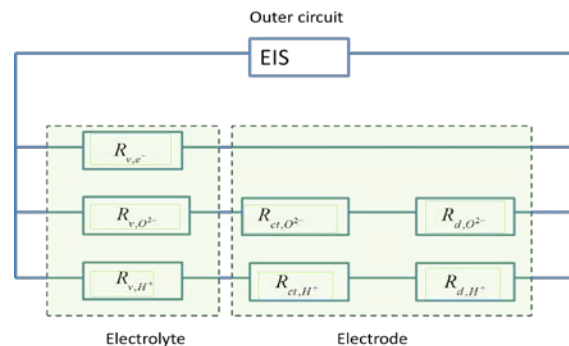 Outer circuit
EIS
R_{v,e^-}
R_{v,O^{2-}} R_{ct,O^{2-}} R_{d,O^{2-}}
R_{v,H^+} R_{ct,H^+} R_{d,H^+}
Electrolyte Electrode